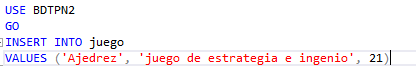 USE BDTPN2
GO
INSERT INTO juego
VALUES ('Ajedrez', 'juego de estrategia e ingenio', 21)